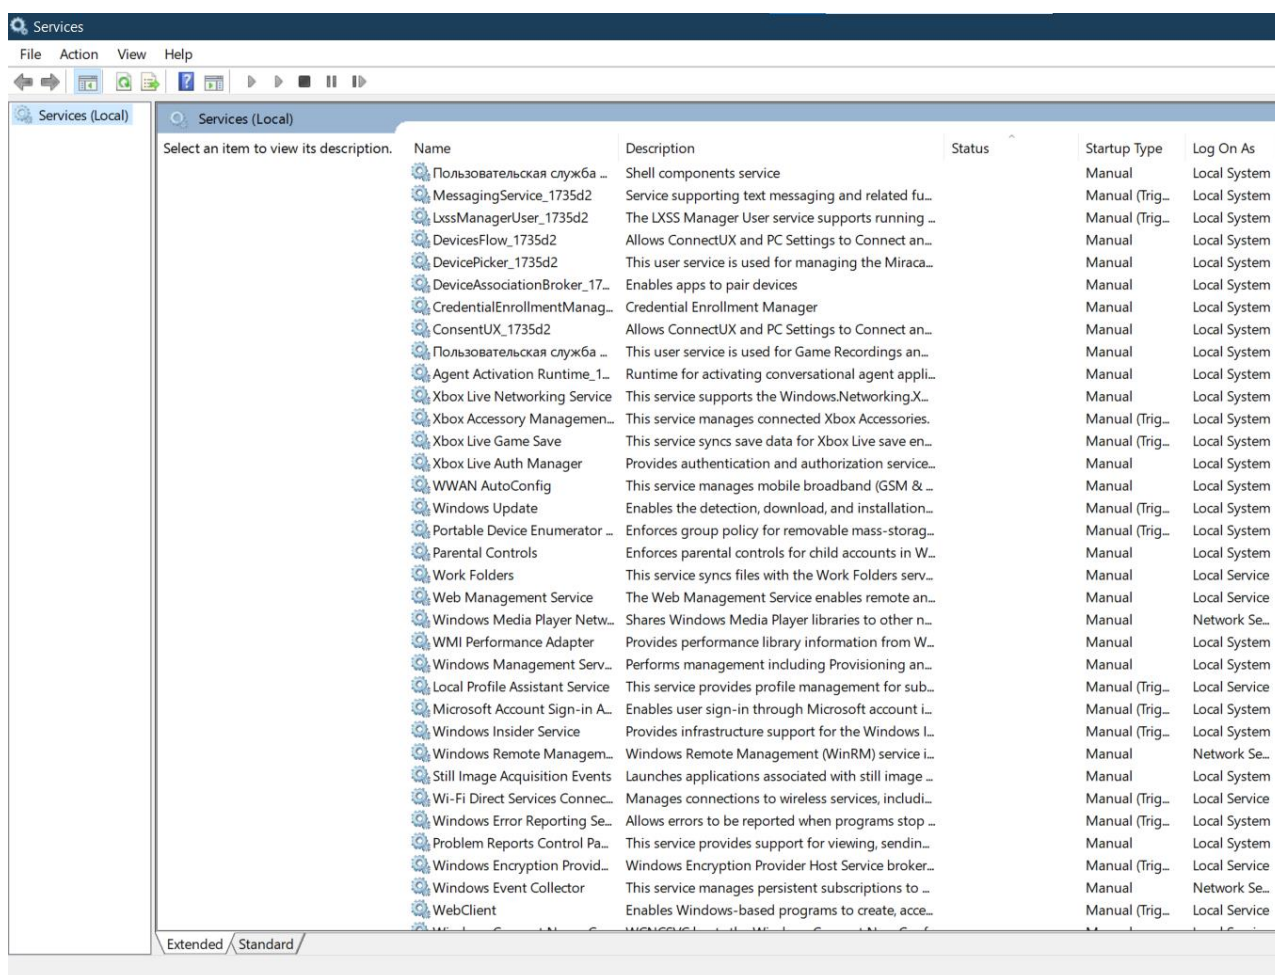 Services
File Action View Help
Services (Local)
Services (Local)
Select an item to view its description.
Name Description Status Startup Type Log On As
Пользовательская служба ... Shell components service Manual Local System
MessagingService_1735d2 Service supporting text messaging and related fu... Manual (Trig... Local System
LxssManagerUser_1735d2 The LXSS Manager User service supports running ... Manual (Trig... Local System
DevicesFlow_1735d2 Allows ConnectUX and PC Settings to Connect an... Manual Local System
DevicePicker_1735d2 This user service is used for managing the Miraca... Manual Local System
DeviceAssociationBroker_17... Enables apps to pair devices Manual Local System
CredentialEnrollmentManag... Credential Enrollment Manager Manual Local System
ConsentUX_1735d2 Allows ConnectUX and PC Settings to Connect an... Manual Local System
Пользовательская служба ... This user service is used for Game Recordings an... Manual Local System
Agent Activation Runtime_1... Runtime for activating conversational agent appli... Manual Local System
Xbox Live Networking Service This service supports the Windows.Networking.X... Manual Local System
Xbox Accessory Managemen... This service manages connected Xbox Accessories. Manual (Trig... Local System
Xbox Live Game Save This service syncs save data for Xbox Live save en... Manual (Trig... Local System
Xbox Live Auth Manager Provides authentication and authorization service... Manual Local System
WWAN AutoConfig This service manages mobile broadband (GSM & ... Manual Local System
Windows Update Enables the detection, download, and installation... Manual (Trig... Local System
Portable Device Enumerator ... Enforces group policy for removable mass-storag... Manual (Trig... Local System
Parental Controls Enforces parental controls for child accounts in W... Manual Local System
Work Folders This service syncs files with the Work Folders serv... Manual Local Service
Web Management Service The Web Management Service enables remote an... Manual Local Service
Windows Media Player Netw... Shares Windows Media Player libraries to other n... Manual Network Se...
WMI Performance Adapter Provides performance library information from W... Manual Local System
Windows Management Serv... Performs management including Provisioning an... Manual Local System
Local Profile Assistant Service This service provides profile management for sub... Manual (Trig... Local Service
Microsoft Account Sign-in A... Enables user sign-in through Microsoft account i... Manual (Trig... Local System
Windows Insider Service Provides infrastructure support for the Windows I... Manual (Trig... Local System
Windows Remote Managem... Windows Remote Management (WinRM) service i... Manual Network Se...
Still Image Acquisition Events Launches applications associated with still image ... Manual Local System
Wi-Fi Direct Services Connec... Manages connections to wireless services, includi... Manual (Trig... Local Service
Windows Error Reporting Se... Allows errors to be reported when programs stop ... Manual (Trig... Local System
Problem Reports Control Pa... This service provides support for viewing, sendin... Manual Local System
Windows Encryption Provid... Windows Encryption Provider Host Service broker... Manual (Trig... Local Service
Windows Event Collector This service manages persistent subscriptions to ... Manual Network Se...
WebClient Enables Windows-based programs to create, acce... Manual (Trig... Local Service
Extended Standard